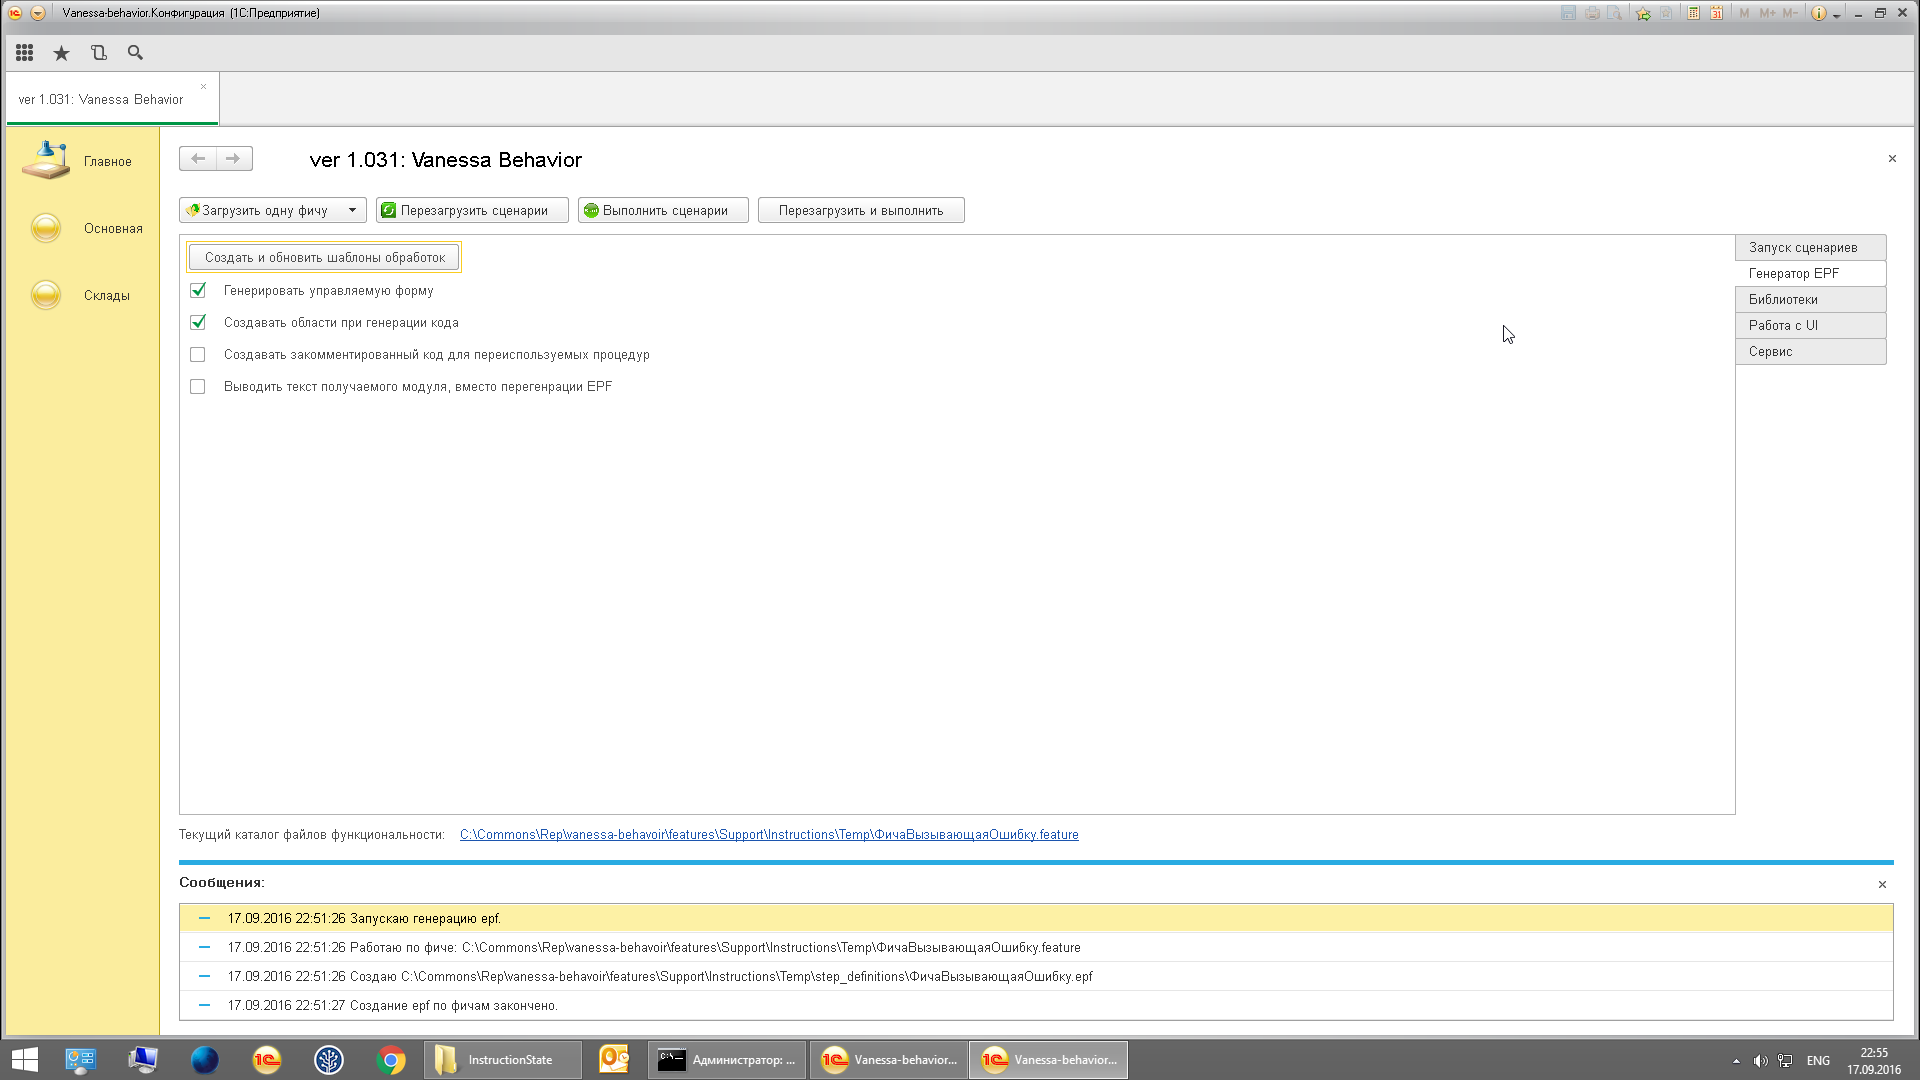 Vanessa-behavior.Конфигурация (1С:Предприятие)
M M+ M-
ver 1.031: Vanessa Behavior
Главное
Основная
Склады
ver 1.031: Vanessa Behavior
Загрузить одну фичу
Перезагрузить сценарии
Выполнить сценарии
Перезагрузить и выполнить
Создать и обновить шаблоны обработок
Генерировать управляемую форму
Создавать области при генерации кода
Создавать закомментированный код для переиспользуемых процедур
Выводить текст получаемого модуля, вместо перегенрации EPF
Запуск сценариев
Генератор EPF
Библиотеки
Работа с UI
Сервис
Текущий каталог файлов функциональности: C:\Commons\Rep\vanessa-behavoir\features\Support\Instructions\Temp\ФичаВызывающаяОшибку.feature
Сообщения:
17.09.2016 22:51:26 Запускаю генерацию epf.
17.09.2016 22:51:26 Работаю по фиче: C:\Commons\Rep\vanessa-behavoir\features\Support\Instructions\Temp\ФичаВызывающаяОшибку.feature
17.09.2016 22:51:26 Создаю C:\Commons\Rep\vanessa-behavoir\features\Support\Instructions\Temp\step_definitions\ФичаВызывающаяОшибку.epf
17.09.2016 22:51:27 Создание epf по фичам закончено.
InstructionState
Администратор: ...
Vanessa-behavior...
Vanessa-behavior...
ENG
22:55
17.09.2016